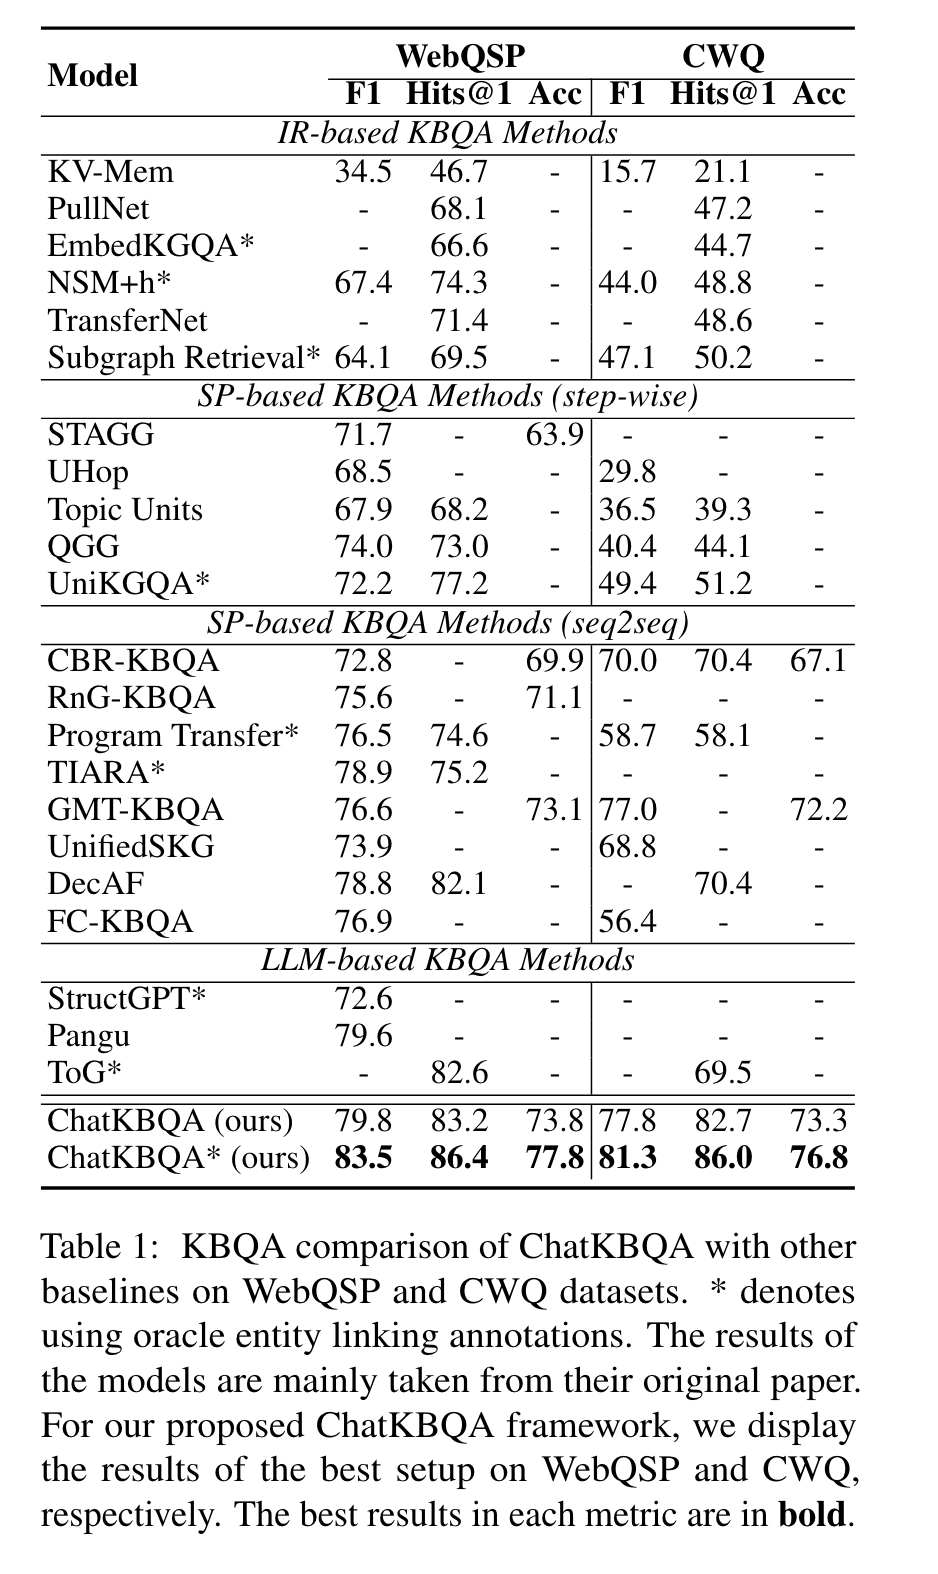 Model WebQSP CWQ
F1 Hits@1 Acc F1 Hits@1 Acc
IR-based KBQA Methods
KV-Mem 34.5 46.7 - 15.7 21.1 -
PullNet - 68.1 - - 47.2 -
EmbedKGQA* - 66.6 - - 44.7 -
NSM+h* 67.4 74.3 - 44.0 48.8 -
TransferNet - 71.4 - - 48.6 -
Subgraph Retrieval* 64.1 69.5 - 47.1 50.2 -
SP-based KBQA Methods (step-wise)
STAGG 71.7 - 63.9 - - -
UHop 68.5 - - 29.8 - -
Topic Units 67.9 68.2 - 36.5 39.3 -
QGG 74.0 73.0 - 40.4 44.1 -
UniKGQA* 72.2 77.2 - 49.4 51.2 -
SP-based KBQA Methods (seq2seq)
CBR-KBQA 72.8 - 69.9 70.0 70.4 67.1
RnG-KBQA 75.6 - 71.1 - - -
Program Transfer* 76.5 74.6 - 58.7 58.1 -
TIARA* 78.9 75.2 - - - -
GMT-KBQA 76.6 - 73.1 77.0 - 72.2
UnifiedSKG 73.9 - - 68.8 - -
DecAF 78.8 82.1 - - 70.4 -
FC-KBQA 76.9 - - 56.4 - -
LLM-based KBQA Methods
StructGPT* 72.6 - - - - -
Pangu 79.6 - - - - -
ToG* - 82.6 - - 69.5 -
ChatKBQA (ours) 79.8 83.2 73.8 77.8 82.7 73.3
ChatKBQA* (ours) 83.5 86.4 77.8 81.3 86.0 76.8
Table 1: KBQA comparison of ChatKBQA with other
baselines on WebQSP and CWQ datasets. * denotes
using oracle entity linking annotations. The results of
the models are mainly taken from their original paper.
For our proposed ChatKBQA framework, we display
the results of the best setup on WebQSP and CWQ,
respectively. The best results in each metric are in bold.